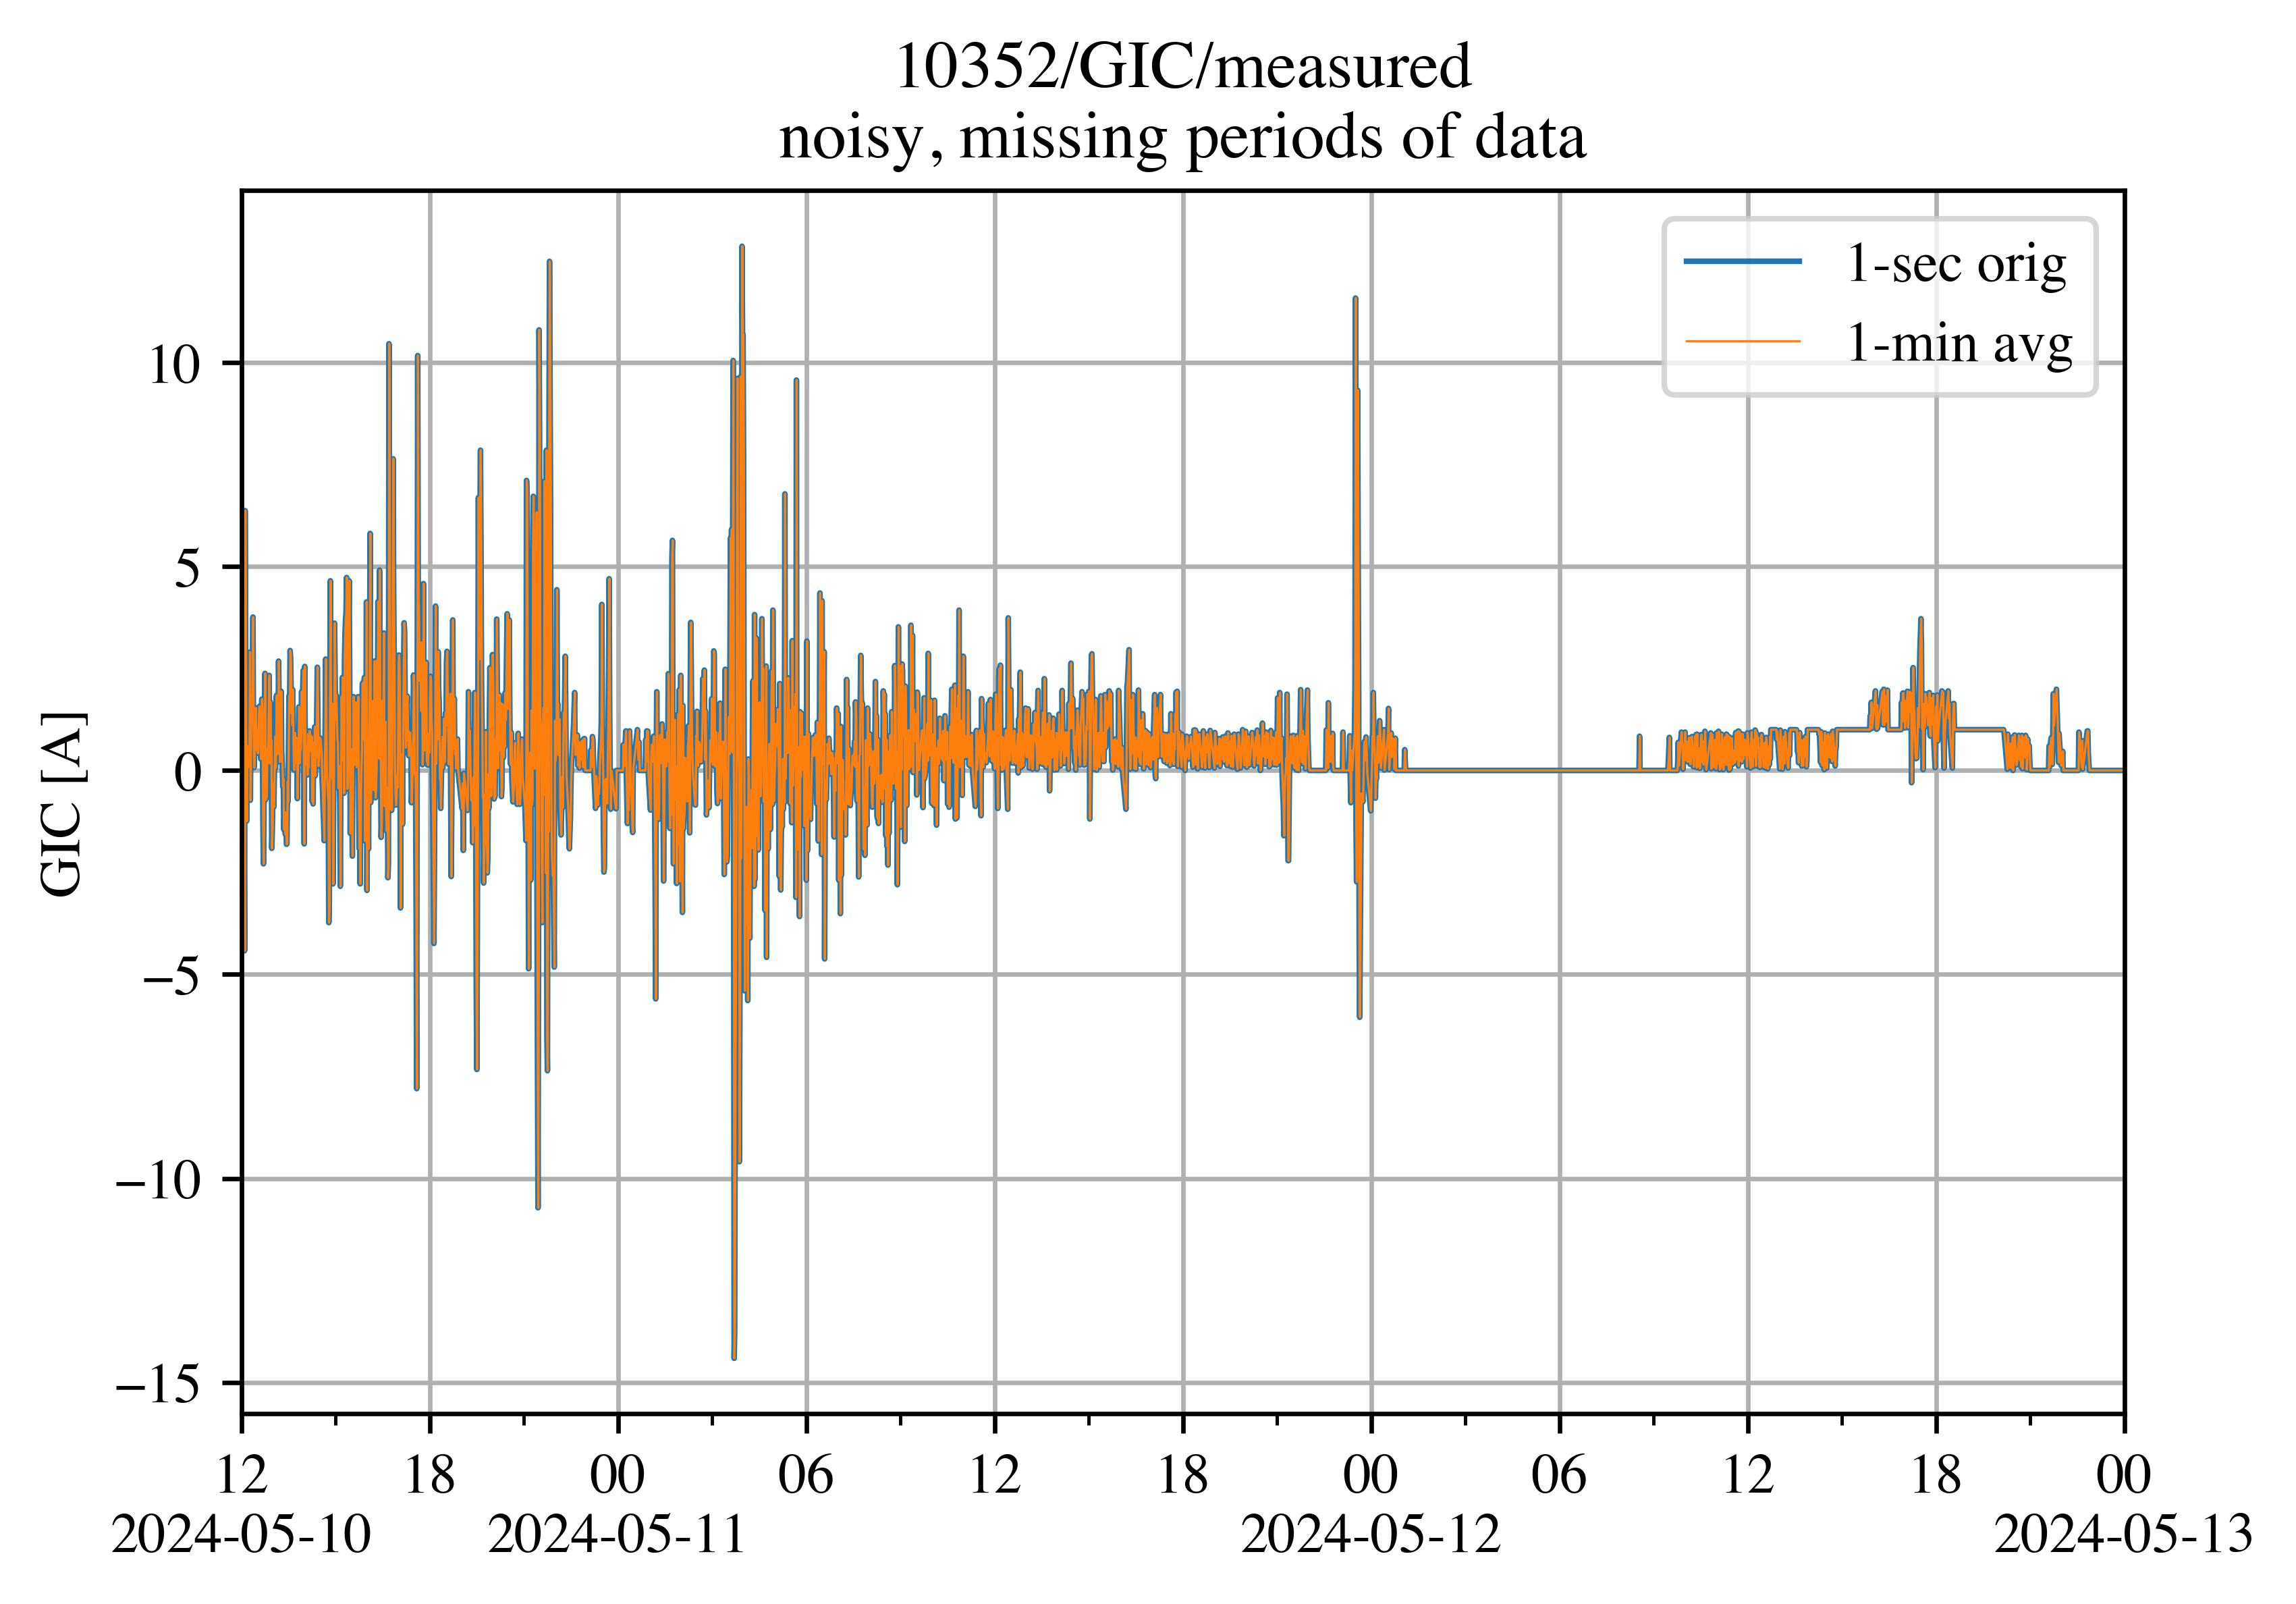 10352/GIC/measured
noisy, missing periods of data
1-sec orig
1-min avg
GIC [A]
10
5
0
−5
−10
−15
12 18 00 06 12 18 00 06 12 18 00
2024-05-10 2024-05-11 2024-05-12 2024-05-13